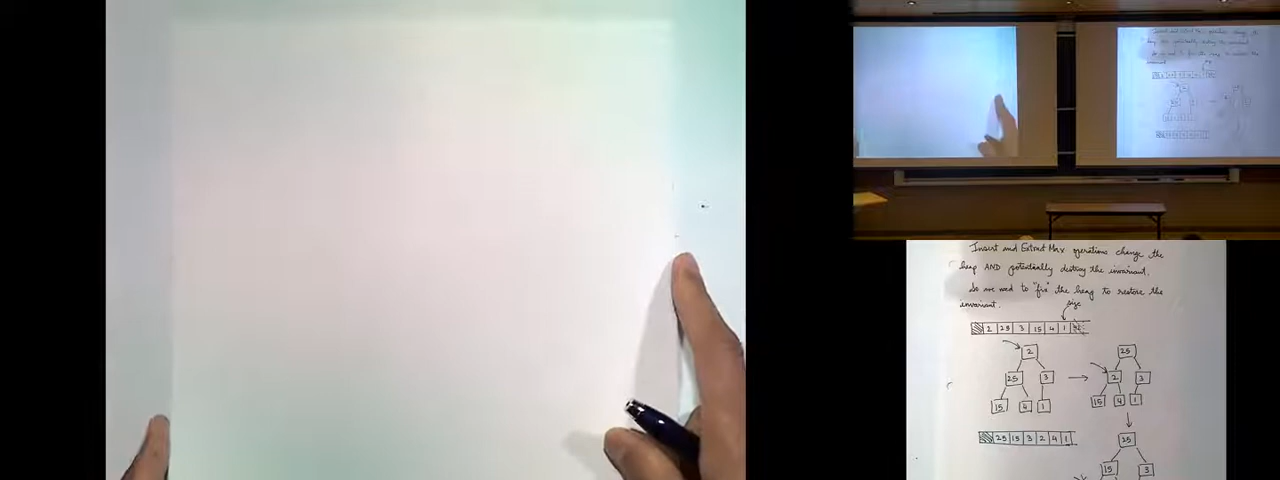 Insert and Extract Max operations change the
heap AND potentially destroy the invariant.
So we need to "fix" the heap to restore the
invariant.
size
2 25 3 15 4 1
2
25
25 3
2 3
15 4 1
15 4 1
25 15 3 2 4 1
25
15 3